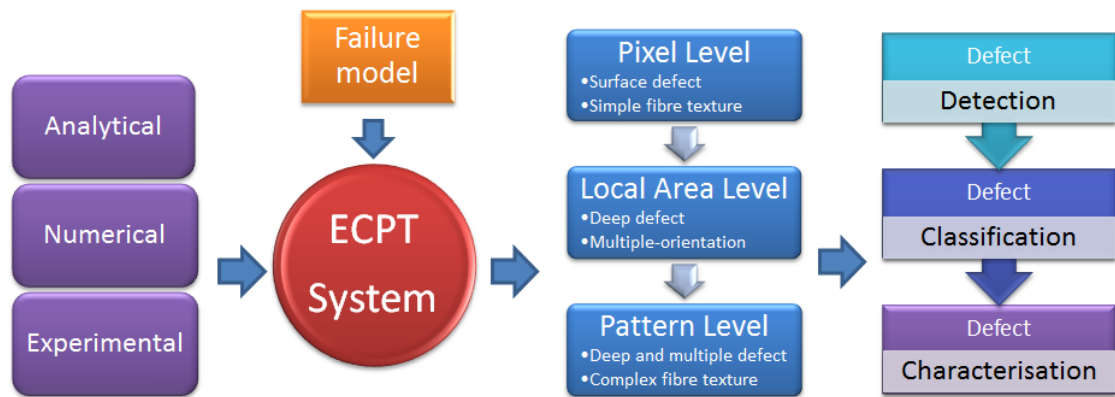 Analytical
Numerical
Experimental
Failure
model
ECPT
System
Pixel Level
•Surface defect
•Simple fibre texture
Local Area Level
•Deep defect
•Multiple-orientation
Pattern Level
•Deep and multiple defect
•Complex fibre texture
Defect
Detection
Defect
Classification
Defect
Characterisation